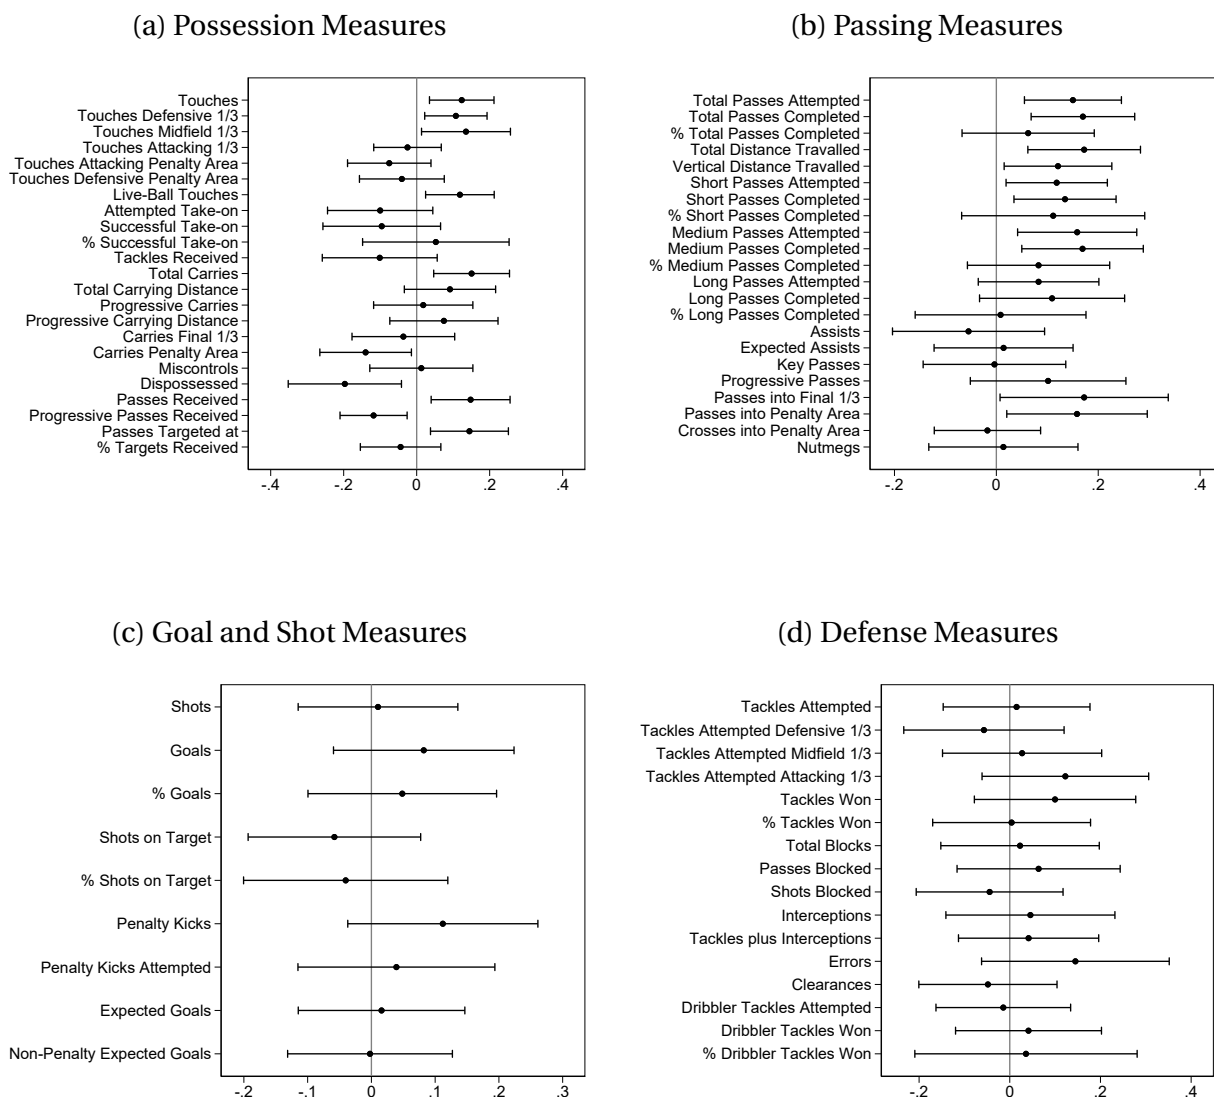 (a) Possession Measures
Touches
Touches Defensive 1/3
Touches Midfield 1/3
Touches Attacking 1/3
Touches Attacking Penalty Area
Touches Defensive Penalty Area
Live-Ball Touches
Attempted Take-on
Successful Take-on
% Successful Take-on
Tackles Received
Total Carries
Total Carrying Distance
Progressive Carries
Progressive Carrying Distance
Carries Final 1/3
Carries Penalty Area
Miscontrols
Dispossessed
Passes Received
Progressive Passes Received
Passes Targeted at
% Targets Received
-.4 -.2 0 .2 .4
(b) Passing Measures
Total Passes Attempted
Total Passes Completed
% Total Passes Completed
Total Distance Travalled
Vertical Distance Travalled
Short Passes Attempted
Short Passes Completed
% Short Passes Completed
Medium Passes Attempted
Medium Passes Completed
% Medium Passes Completed
Long Passes Attempted
Long Passes Completed
% Long Passes Completed
Assists
Expected Assists
Key Passes
Progressive Passes
Passes into Final 1/3
Passes into Penalty Area
Crosses into Penalty Area
Nutmegs
-.2 0 .2 .4
(c) Goal and Shot Measures
Shots
Goals
% Goals
Shots on Target
% Shots on Target
Penalty Kicks
Penalty Kicks Attempted
Expected Goals
Non-Penalty Expected Goals
-.2 -.1 0 .1 .2 .3
(d) Defense Measures
Tackles Attempted
Tackles Attempted Defensive 1/3
Tackles Attempted Midfield 1/3
Tackles Attempted Attacking 1/3
Tackles Won
% Tackles Won
Total Blocks
Passes Blocked
Shots Blocked
Interceptions
Tackles plus Interceptions
Errors
Clearances
Dribbler Tackles Attempted
Dribbler Tackles Won
% Dribbler Tackles Won
-.2 0 .2 .4